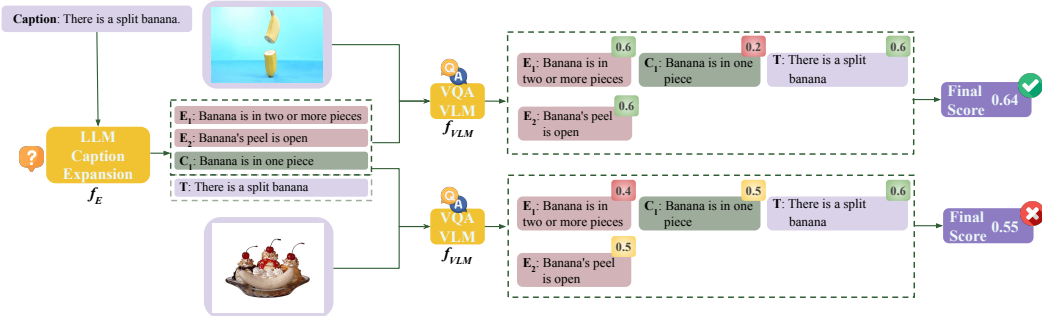 Caption: There is a split banana.
?
LLM
Caption
Expansion
f_E
E₁: Banana is in two or more pieces
E₂: Banana's peel is open
C₁: Banana is in one piece
T: There is a split banana
Q
A
VQA
VLM
f_VLM
E₁: Banana is in
two or more pieces
0.6
C₁: Banana is in one
piece
0.2
T: There is a split
banana
0.6
E₂: Banana's peel
is open
0.6
Final
Score 0.64
Q
A
VQA
VLM
f_VLM
E₁: Banana is in
two or more pieces
0.4
C₁: Banana is in one
piece
0.5
T: There is a split
banana
0.6
E₂: Banana's peel
is open
0.5
Final
Score 0.55